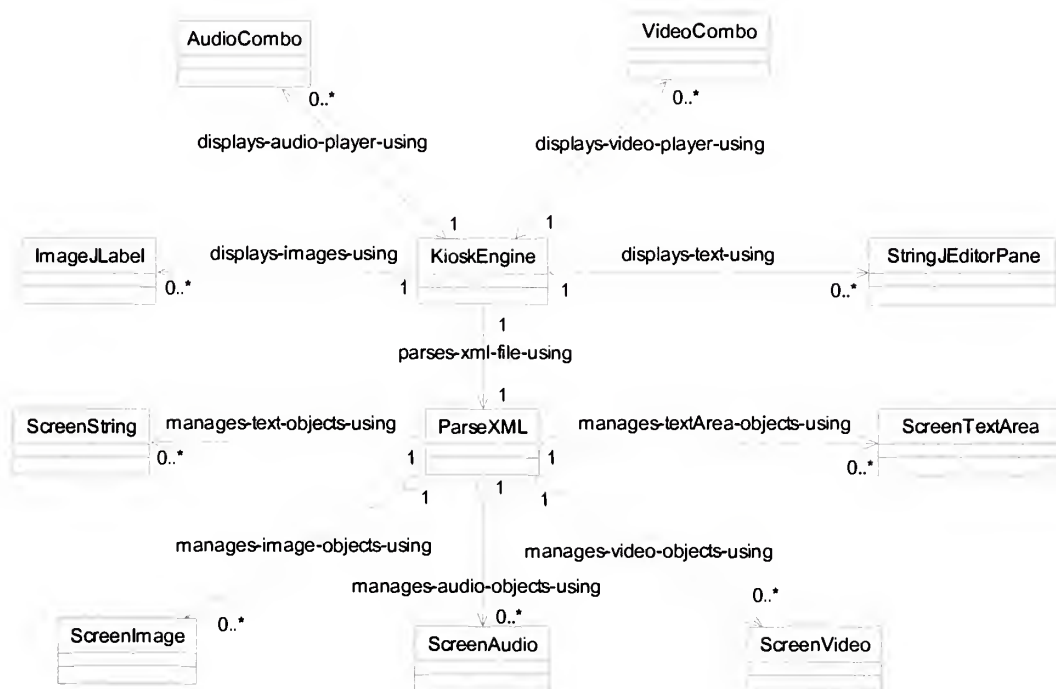 AudioCombo
VideoCombo
0..*
0..*
displays-audio-player-using
displays-video-player-using
1
1
ImageJLabel
displays-images-using
KioskEngine
displays-text-using
StringJEditorPane
0..*
1
1
0..*
1
parses-xml-file-using
1
ScreenString
manages-text-objects-using
ParseXML
manages-textArea-objects-using
ScreenTextArea
0..*
1
1
0..*
1
1
1
manages-image-objects-using
manages-video-objects-using
manages-audio-objects-using
0..*
0..*
0..*
ScreenImage
ScreenAudio
ScreenVideo